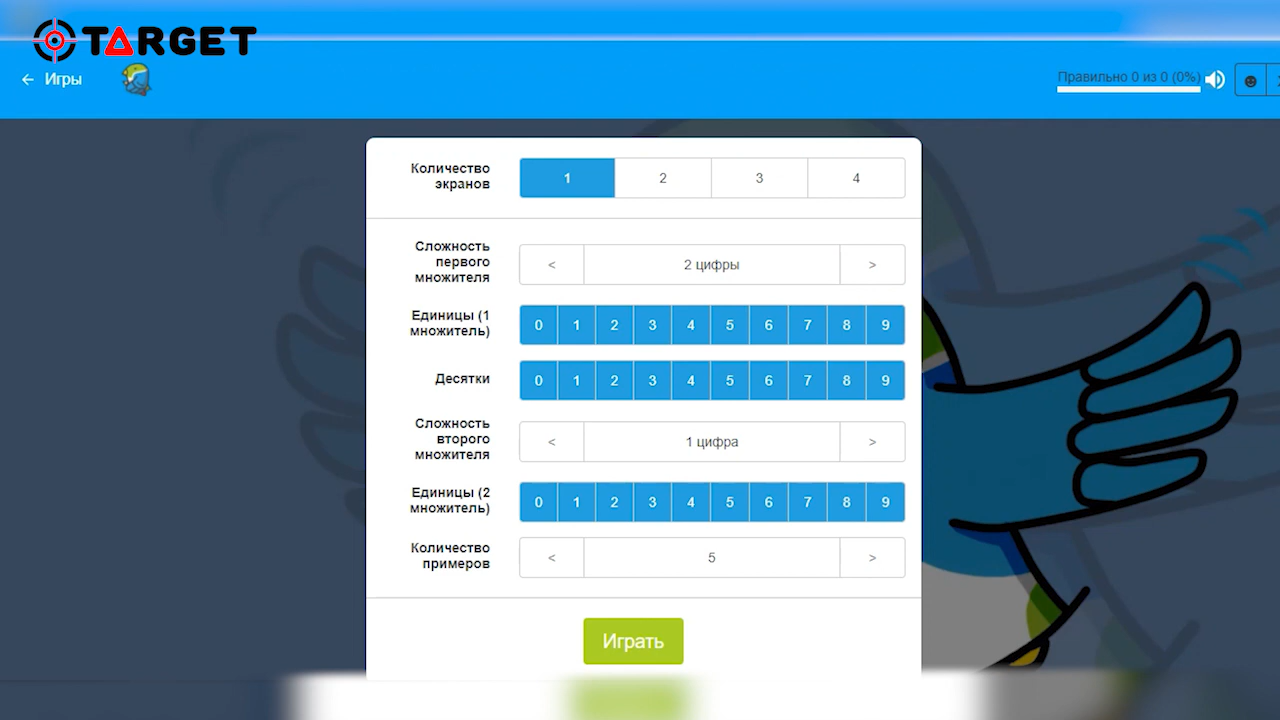 TARGET
Игры
Правильно 0 из 0 (0%)
Количество
экранов
1 2 3 4
Сложность
первого
множителя
< 2 цифры >
Единицы (1
множитель)
0 1 2 3 4 5 6 7 8 9
Десятки
0 1 2 3 4 5 6 7 8 9
Сложность
второго
множителя
< 1 цифра >
Единицы (2
множитель)
0 1 2 3 4 5 6 7 8 9
Количество
примеров
< 5 >
Играть